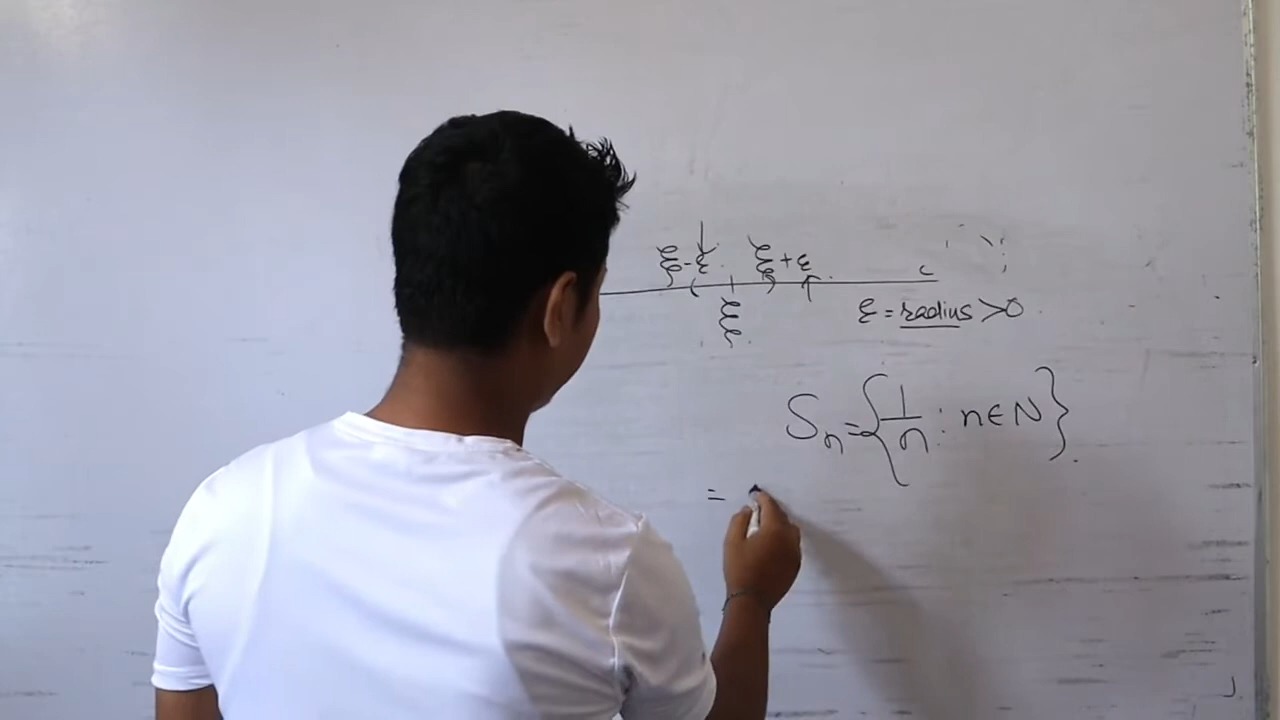 ξ-ε ξ+ε
ξ
ε = radius >0
Sn = {1/n : n∈N}
=